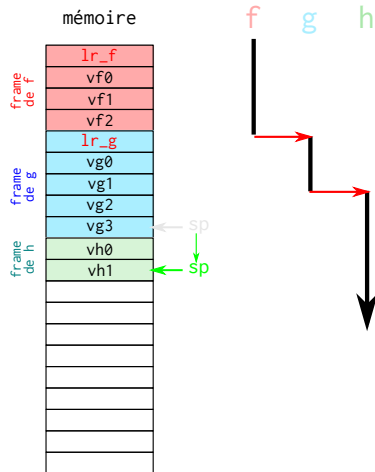 mémoire
f g h
lr_f
vf0
vf1
vf2
frame
de f
lr_g
vg0
vg1
vg2
vg3
frame
de g
sp
vh0
vh1
frame
de h
sp